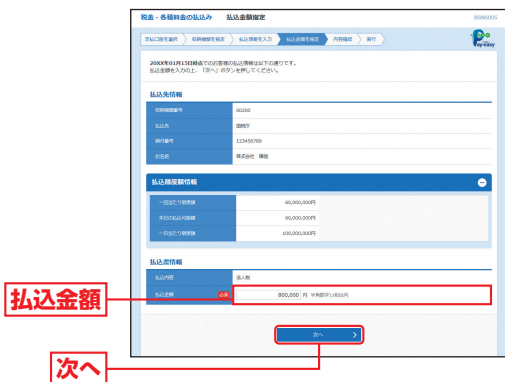 税金・各種料金の払込み 払込金額指定
BSNS005
支払口座を選択 収納機関を指定 払込情報を入力 払込金額を指定 内容確認 実行
Pay-easy
20XX年01月15日時点でのお客様の払込情報は以下の通りです。
払込金額を入力の上、「次へ」ボタンを押してください。
払込先情報
収納機関番号 00200
払込先 国税庁
納付番号 123456789
お名前 株式会社
払込限度額情報
一回当たり限度額 60,000,000円
本日の払込可能額 60,000,000円
一日当たり限度額 100,000,000円
払込書情報
払込内容 法人税
払込金額 必須 800,000 円 半角数字11桁以内
払込金額
次へ
次へ